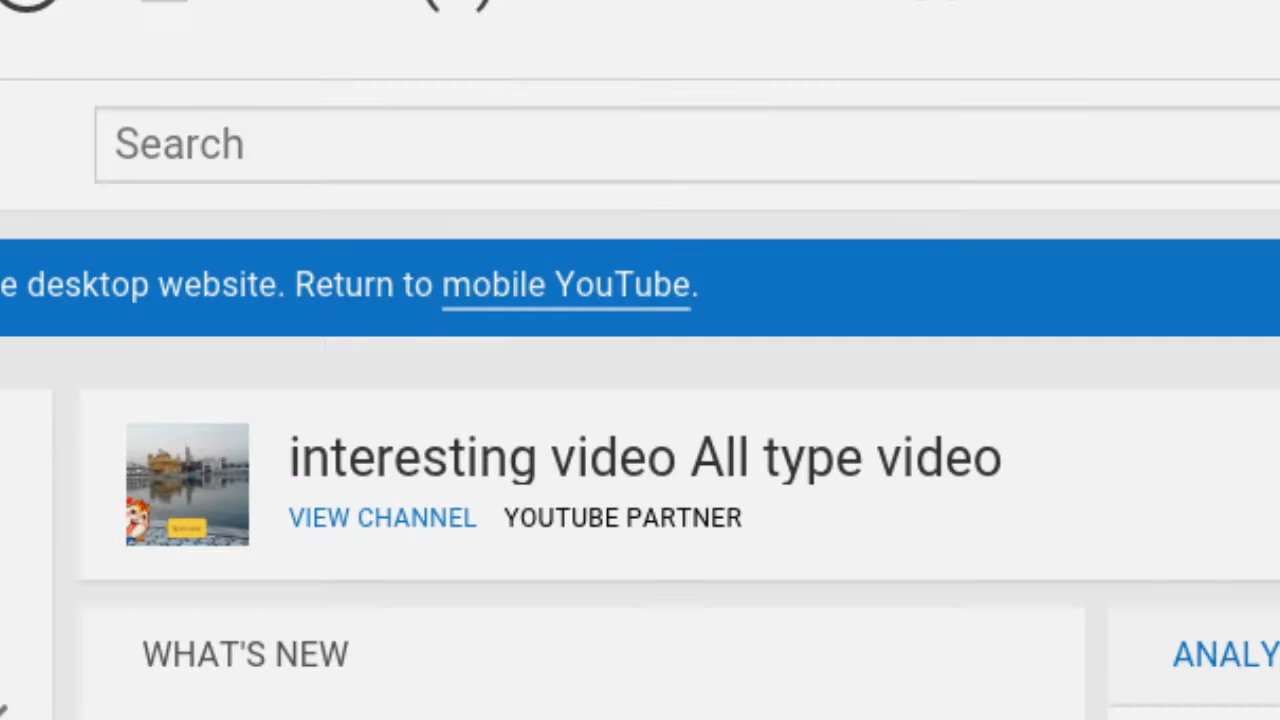 Search
e desktop website. Return to mobile YouTube.
interesting video All type video
VIEW CHANNEL YOUTUBE PARTNER
WHAT'S NEW
ANALY